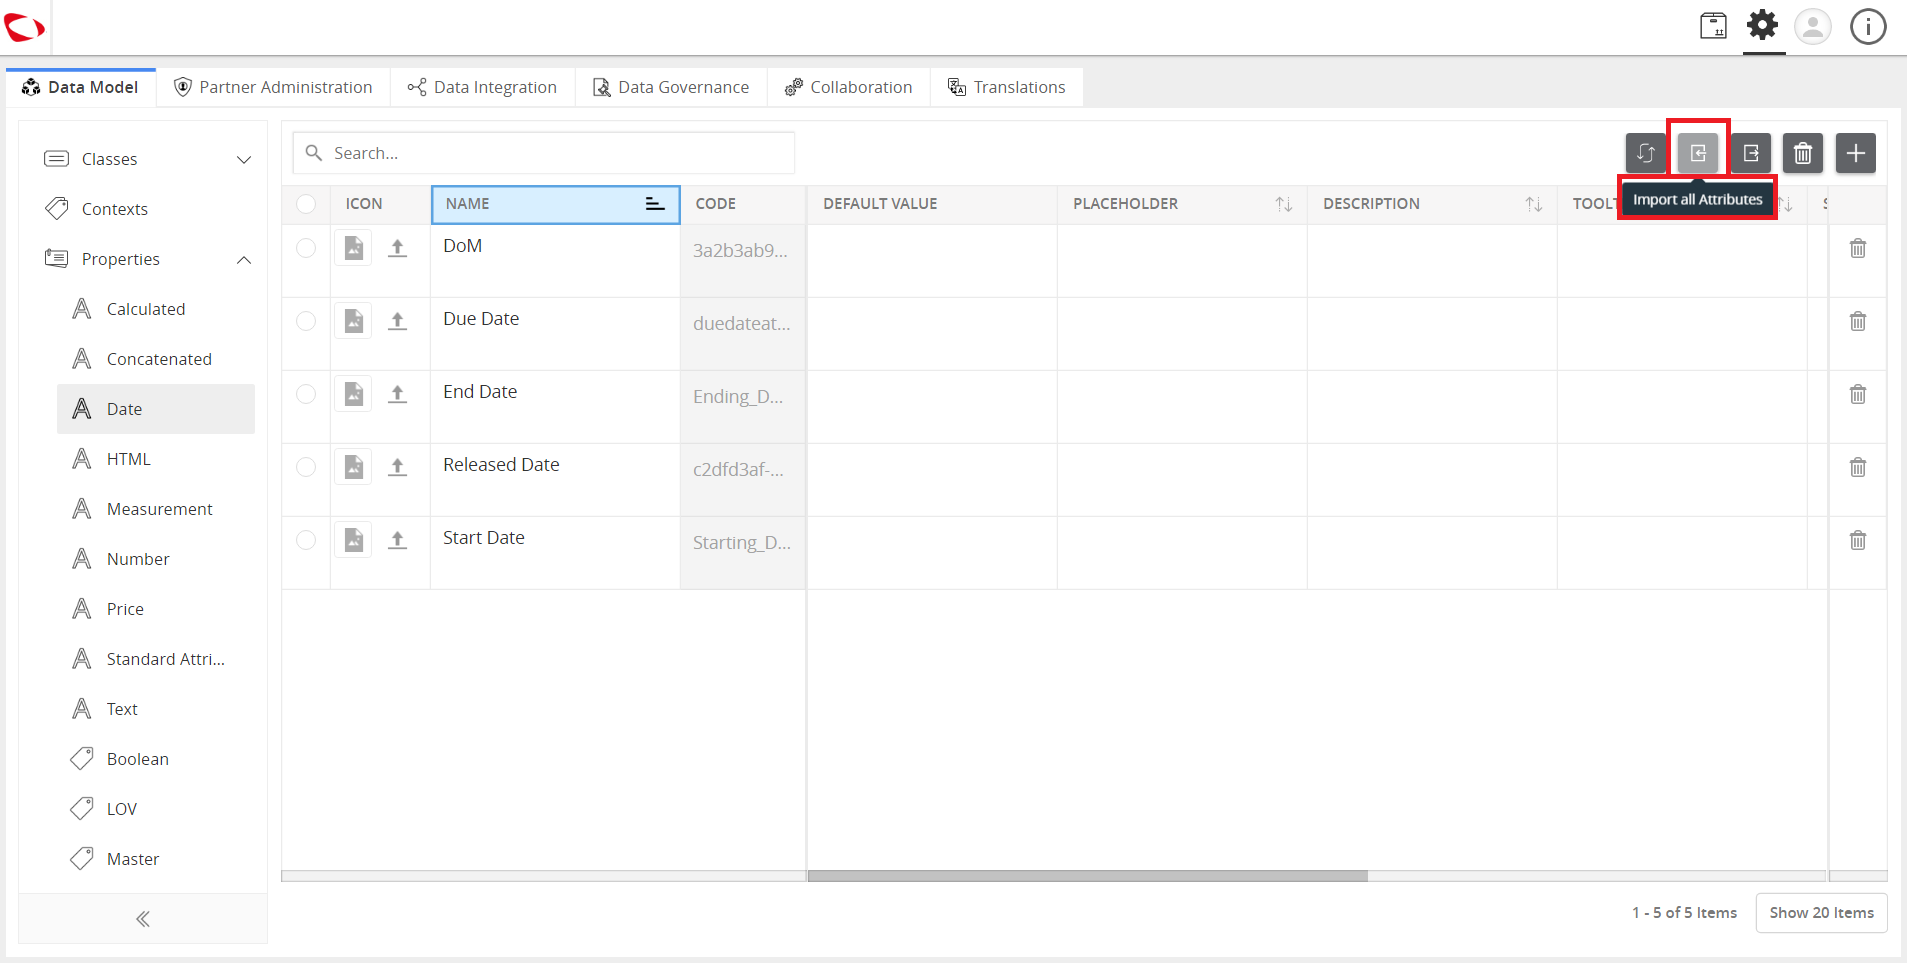 Data Model
Partner Administration
Data Integration
Data Governance
Collaboration
Translations
Classes
Contexts
Properties
Calculated
Concatenated
Date
HTML
Measurement
Number
Price
Standard Attri...
Text
Boolean
LOV
Master
Search...
Import all Attributes
ICON NAME CODE DEFAULT VALUE PLACEHOLDER DESCRIPTION TOOLT
DoM 3a2b3ab9...
Due Date duedateat...
End Date Ending_D...
Released Date c2dfd3af-...
Start Date Starting_D...
1 - 5 of 5 Items Show 20 Items